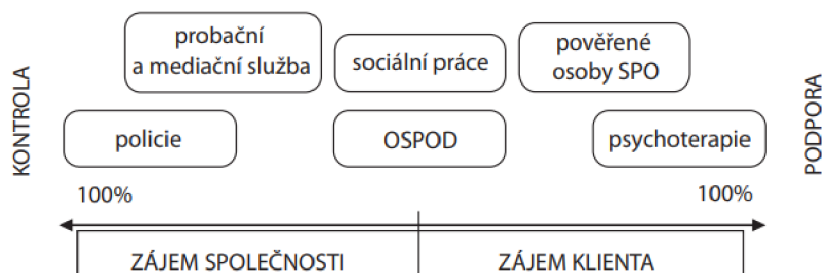 probační
a mediační služba
sociální práce
pověřené
osoby SPO
KONTROLA
policie
OSPOD
psychoterapie
PODPORA
100%
100%
ZÁJEM SPOLEČNOSTI
ZÁJEM KLIENTA